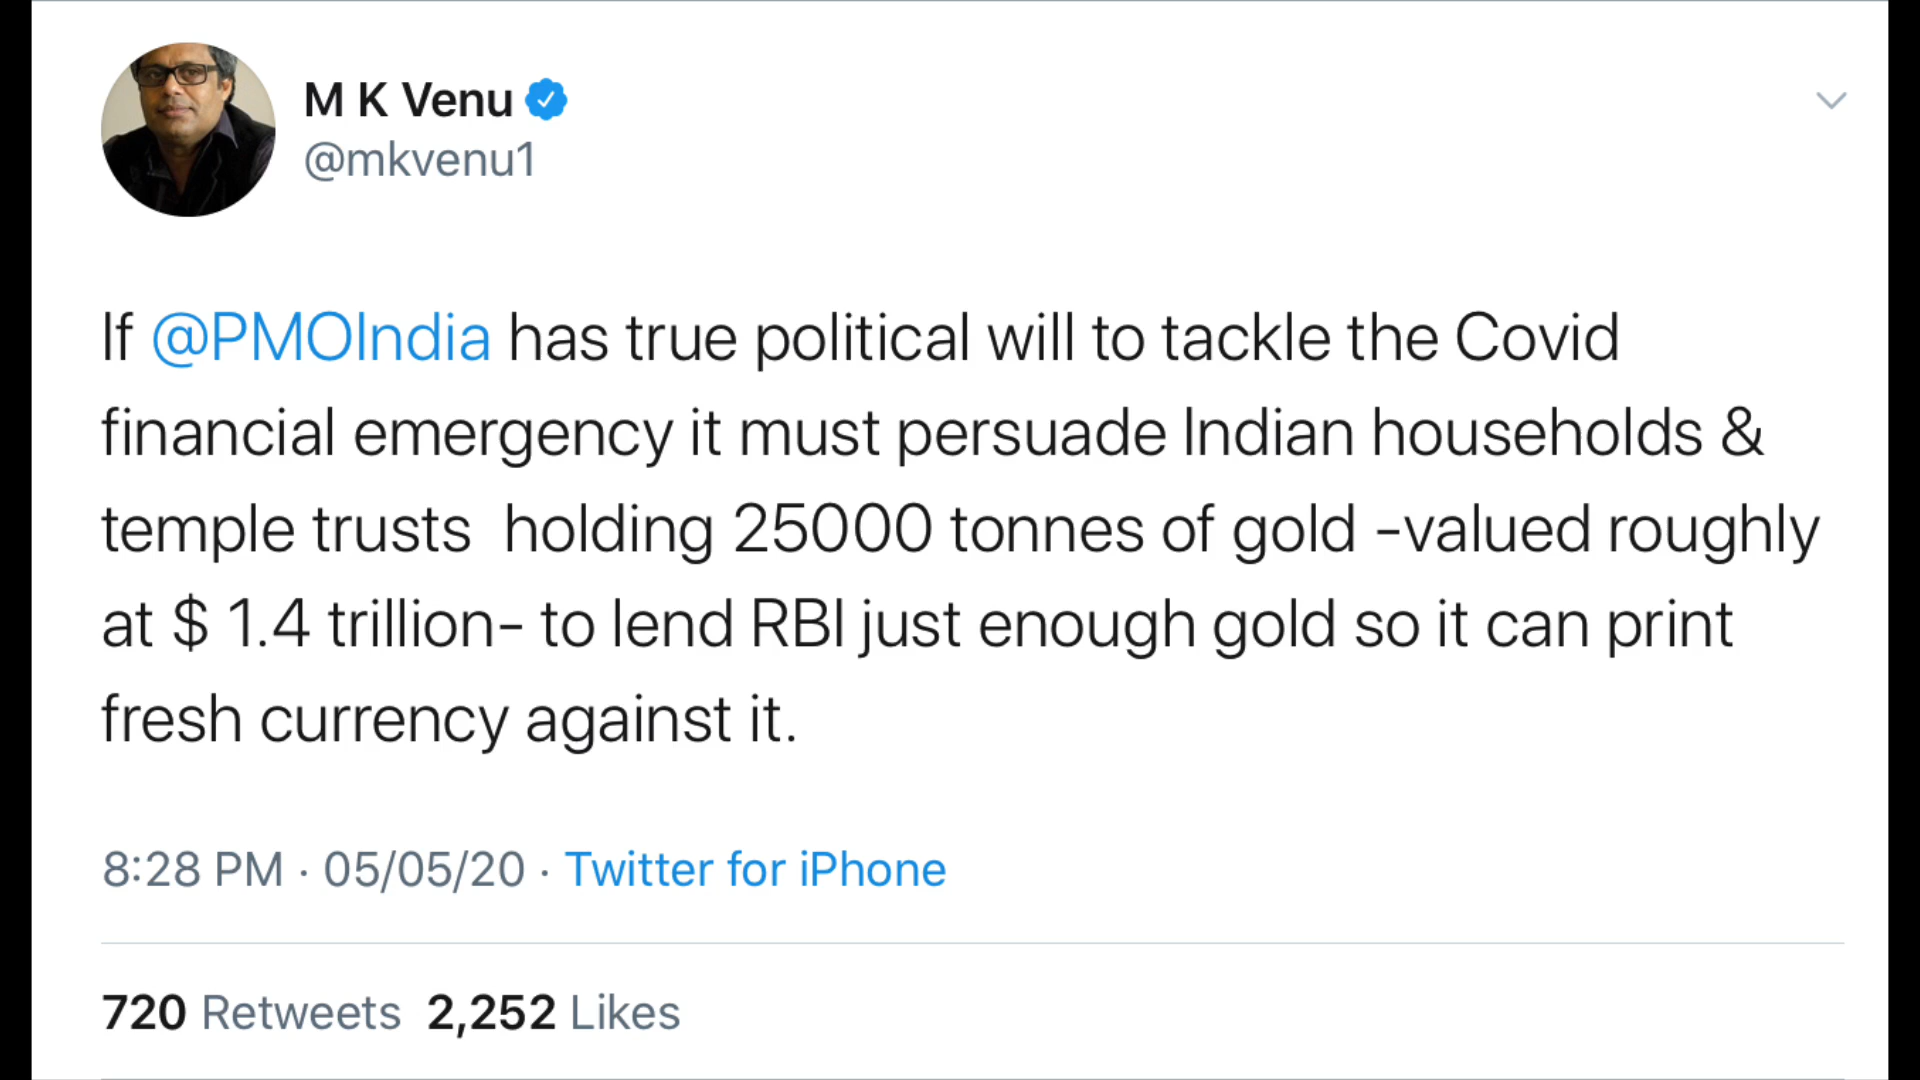 M K Venu
@mkvenu1
If @PMOIndia has true political will to tackle the Covid
financial emergency it must persuade Indian households &
temple trusts  holding 25000 tonnes of gold -valued roughly
at $ 1.4 trillion- to lend RBI just enough gold so it can print
fresh currency against it.
8:28 PM · 05/05/20 · Twitter for iPhone
720 Retweets  2,252 Likes